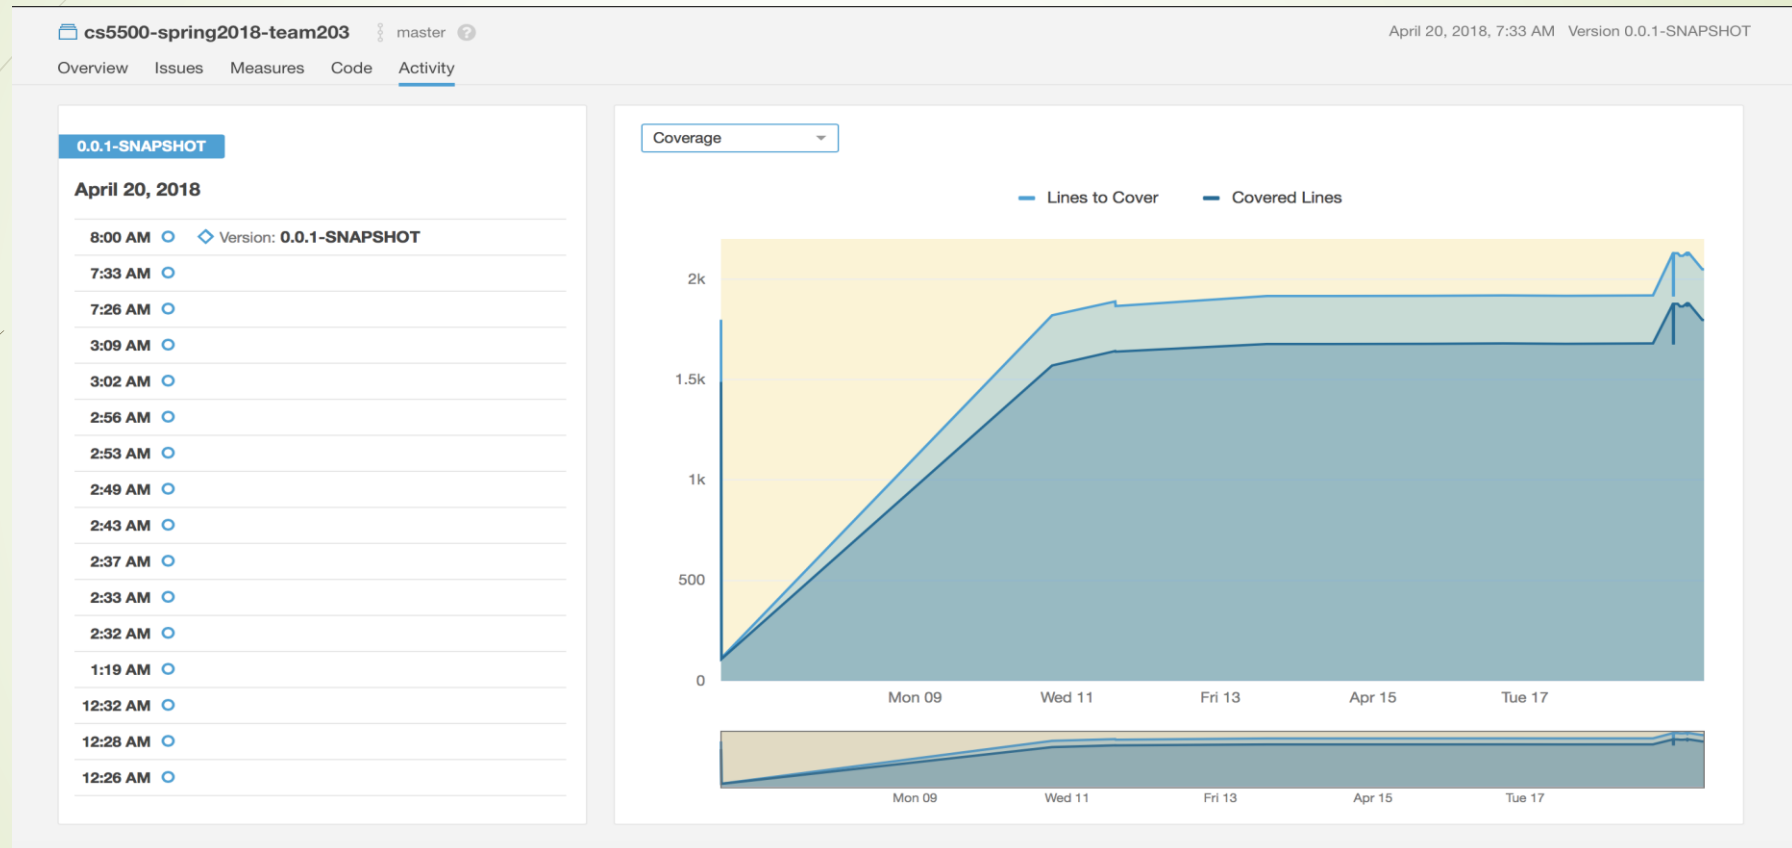 cs5500-spring2018-team203 master ?
April 20, 2018, 7:33 AM Version 0.0.1-SNAPSHOT
Overview Issues Measures Code Activity
0.0.1-SNAPSHOT
April 20, 2018
8:00 AM Version: 0.0.1-SNAPSHOT
7:33 AM
7:26 AM
3:09 AM
3:02 AM
2:56 AM
2:53 AM
2:49 AM
2:43 AM
2:37 AM
2:33 AM
2:32 AM
1:19 AM
12:32 AM
12:28 AM
12:26 AM
Coverage
Lines to Cover Covered Lines
2k
1.5k
1k
500
0
Mon 09 Wed 11 Fri 13 Apr 15 Tue 17
Mon 09 Wed 11 Fri 13 Apr 15 Tue 17